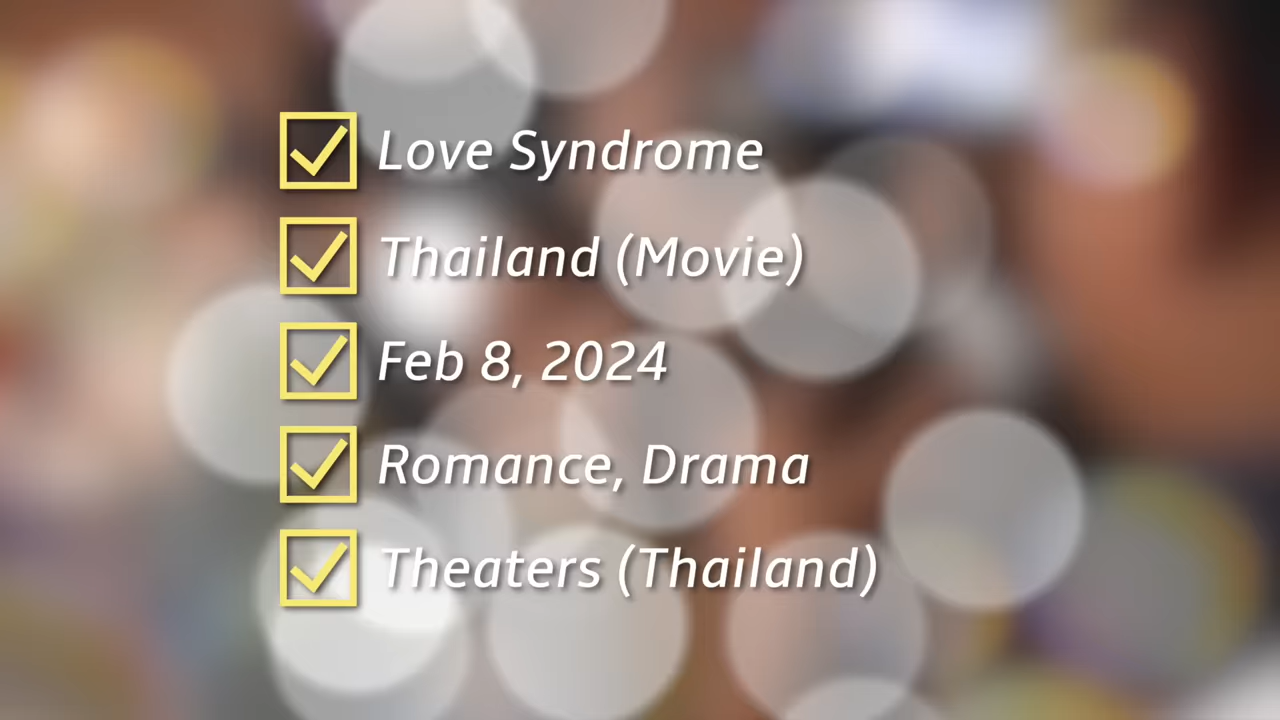 Love Syndrome
Thailand (Movie)
Feb 8, 2024
Romance, Drama
Theaters (Thailand)